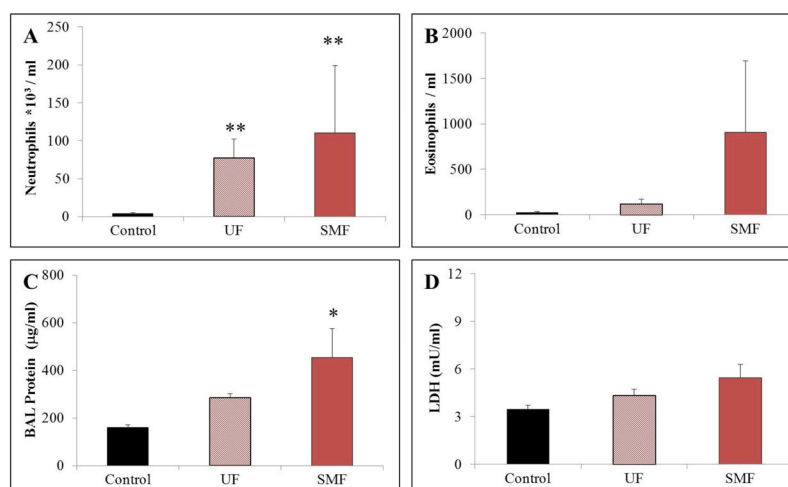 A
Neutrophils *10³ / ml
250
200
150
100
50
0
**
**
Control UF SMF
B
Eosinophils / ml
2000
1500
1000
500
0
Control UF SMF
C
BAL Protein (µg/ml)
800
600
400
200
0
*
Control UF SMF
D
LDH (mU/ml)
12
9
6
3
0
Control UF SMF